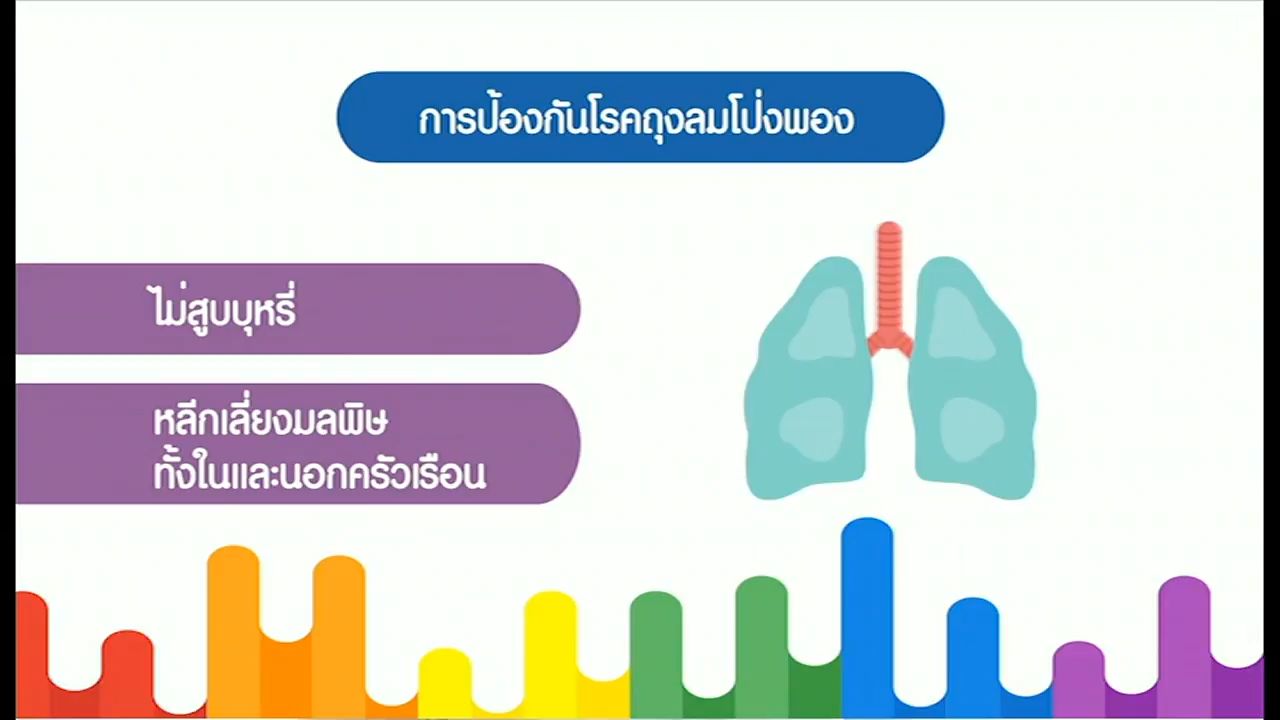 การป้องกันโรคถุงลมโป่งพอง
ไม่สูบบุหรี่
หลีกเลี่ยงมลพิษ
ทั้งในและนอกครัวเรือน